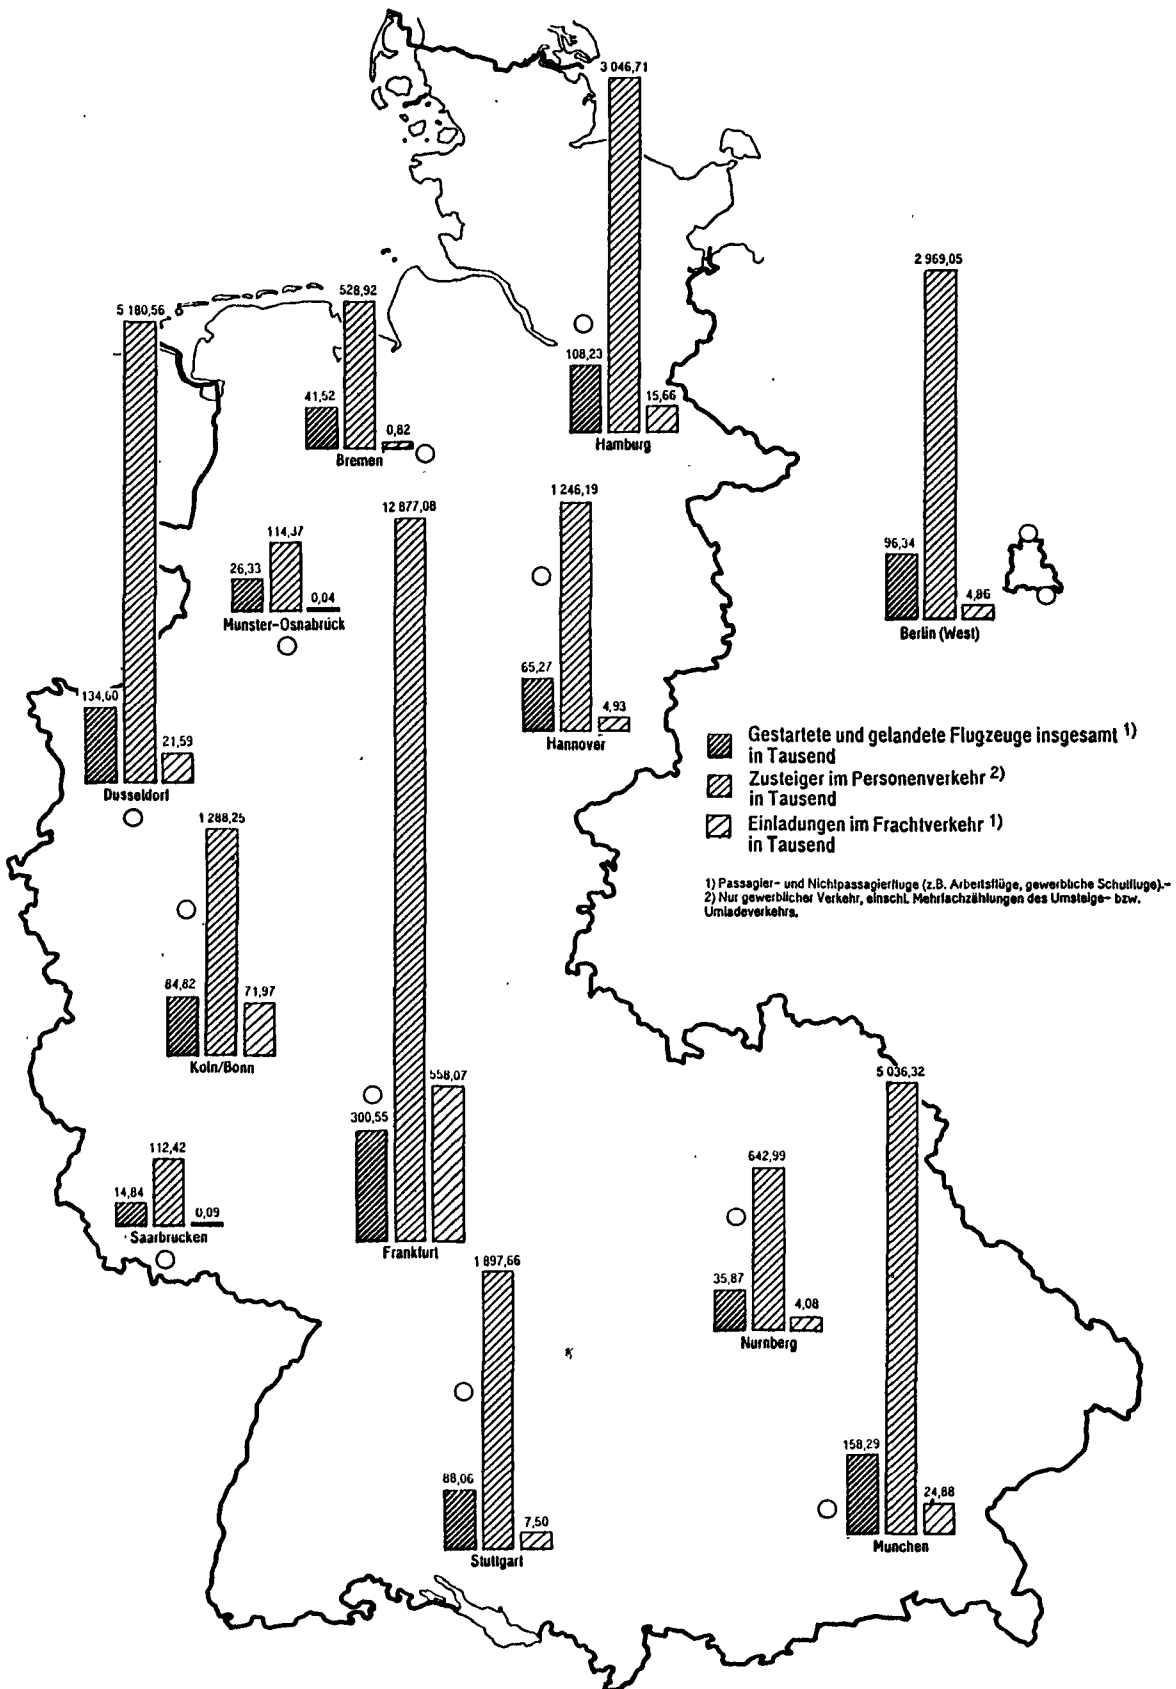 3 046,71
108,23
15,66
Hamburg
2 969,05
96,34
4,86
Berlin (West)
5 180,56
134,60
21,59
Dusseldorf
528,92
41,52
0,82
Bremen
12 877,08
300,55
558,07
Frankfurt
1 246,19
65,27
4,93
Hannover
114,37
26,33
0,04
Munster-Osnabrück
Gestartete und gelandete Flugzeuge insgesamt 1)
in Tausend
Zusteiger im Personenverkehr 2)
in Tausend
Einladungen im Frachtverkehr 1)
in Tausend
1) Passagier- und Nichtpassagierfluge (z.B. Arbeitsflüge, gewerbliche Schulfluge).-
2) Nur gewerblicher Verkehr, einschl. Mehrfachzählungen des Umsteige- bzw.
Umladeverkehrs.
1 288,25
84,82
71,97
Koln/Bonn
112,42
14,84
0,09
Saarbrucken
5 036,32
158,29
24,88
Munchen
642,99
35,87
4,08
Nurnberg
1 897,66
88,06
7,50
Stuttgart